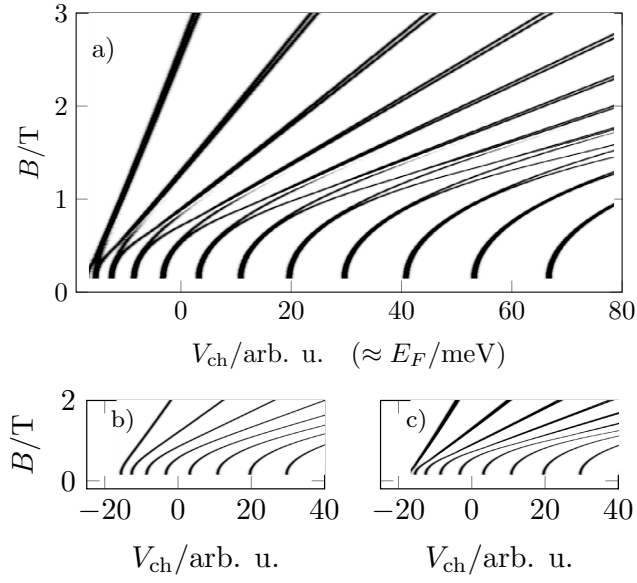 3
a)
2
B/T
1
0
0 20 40 60 80
V_ch/arb. u. (≈ E_F/meV)
2
b)
c)
B/T
0
−20 0 20 40
−20 0 20 40
V_ch/arb. u.
V_ch/arb. u.